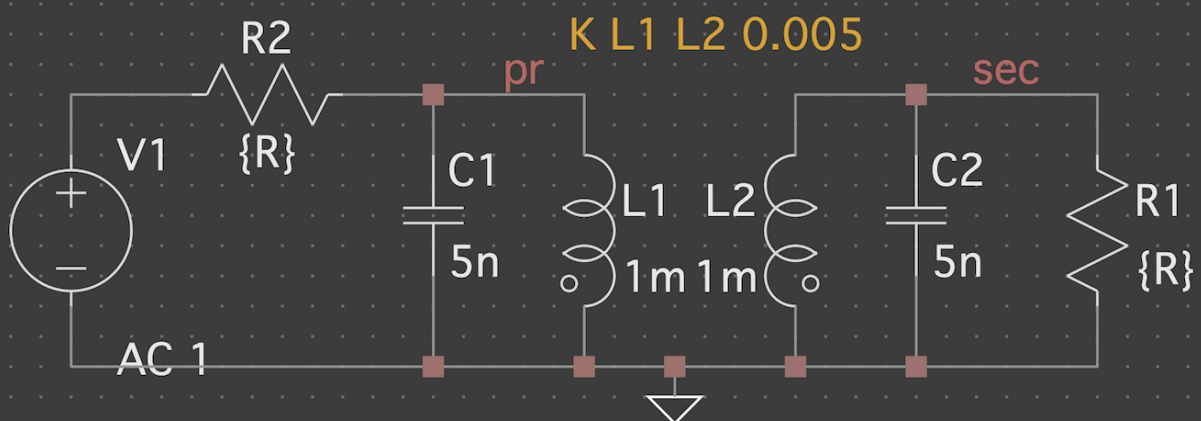 R2
K L1 L2 0.005
pr
sec
V1
{R}
C1
C2
L1
L2
R1
5n
1m
1m
5n
{R}
AC 1